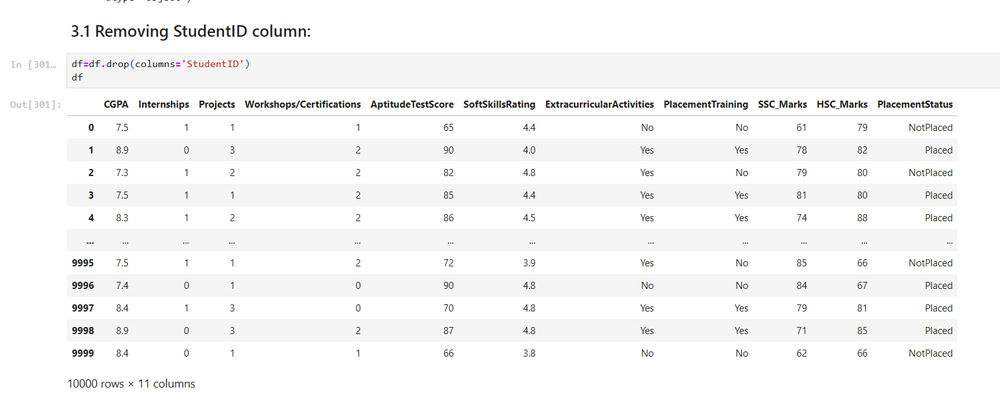 3.1 Removing StudentID column:
In [301…
df=df.drop(columns='StudentID')
df
Out[301]:
CGPA Internships Projects Workshops/Certifications AptitudeTestScore SoftSkillsRating ExtracurricularActivities PlacementTraining SSC_Marks HSC_Marks PlacementStatus
0 7.5 1 1 1 65 4.4 No No 61 79 NotPlaced
1 8.9 0 3 2 90 4.0 Yes Yes 78 82 Placed
2 7.3 1 2 2 82 4.8 Yes No 79 80 NotPlaced
3 7.5 1 1 2 85 4.4 Yes Yes 81 80 Placed
4 8.3 1 2 2 86 4.5 Yes Yes 74 88 Placed
... ... ... ... ... ... ... ... ... ... ... ...
9995 7.5 1 1 2 72 3.9 Yes No 85 66 NotPlaced
9996 7.4 0 1 0 90 4.8 No No 84 67 Placed
9997 8.4 1 3 0 70 4.8 Yes Yes 79 81 Placed
9998 8.9 0 3 2 87 4.8 Yes Yes 71 85 Placed
9999 8.4 0 1 1 66 3.8 No No 62 66 NotPlaced
10000 rows × 11 columns